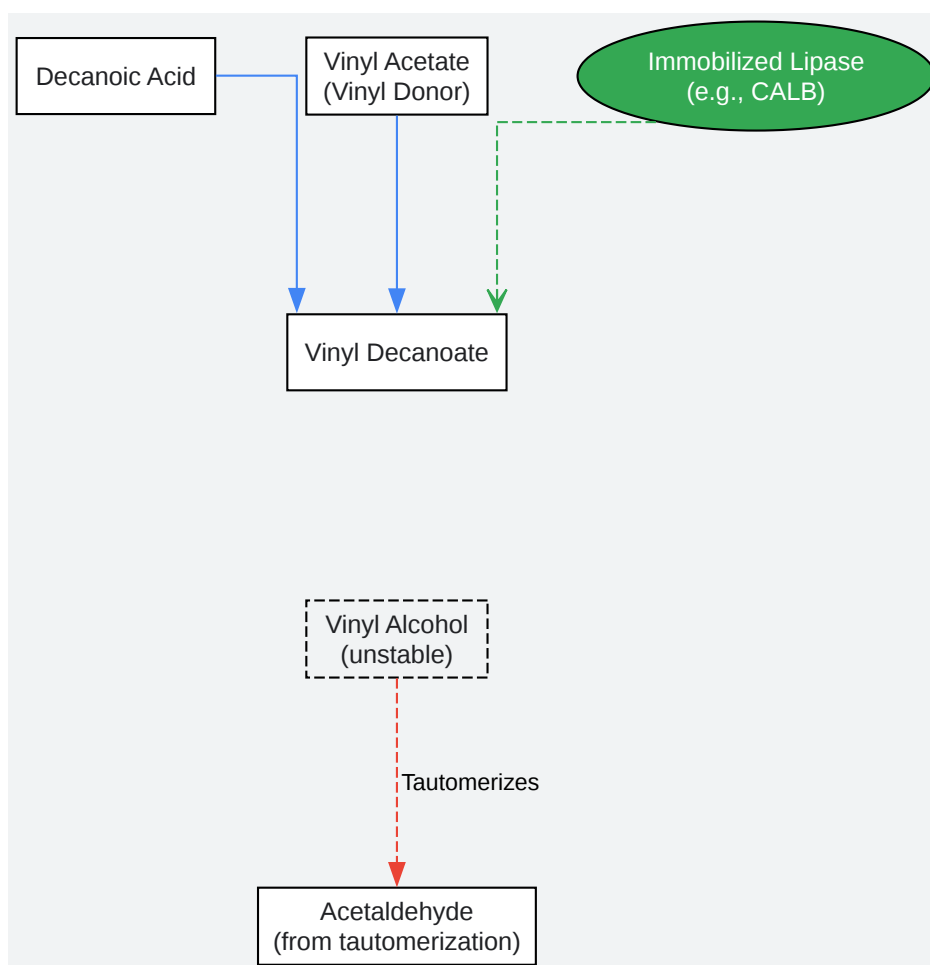 Decanoic Acid
Vinyl Acetate
(Vinyl Donor)
Immobilized Lipase
(e.g., CALB)
Vinyl Decanoate
Vinyl Alcohol
(unstable)
Tautomerizes
Acetaldehyde
(from tautomerization)